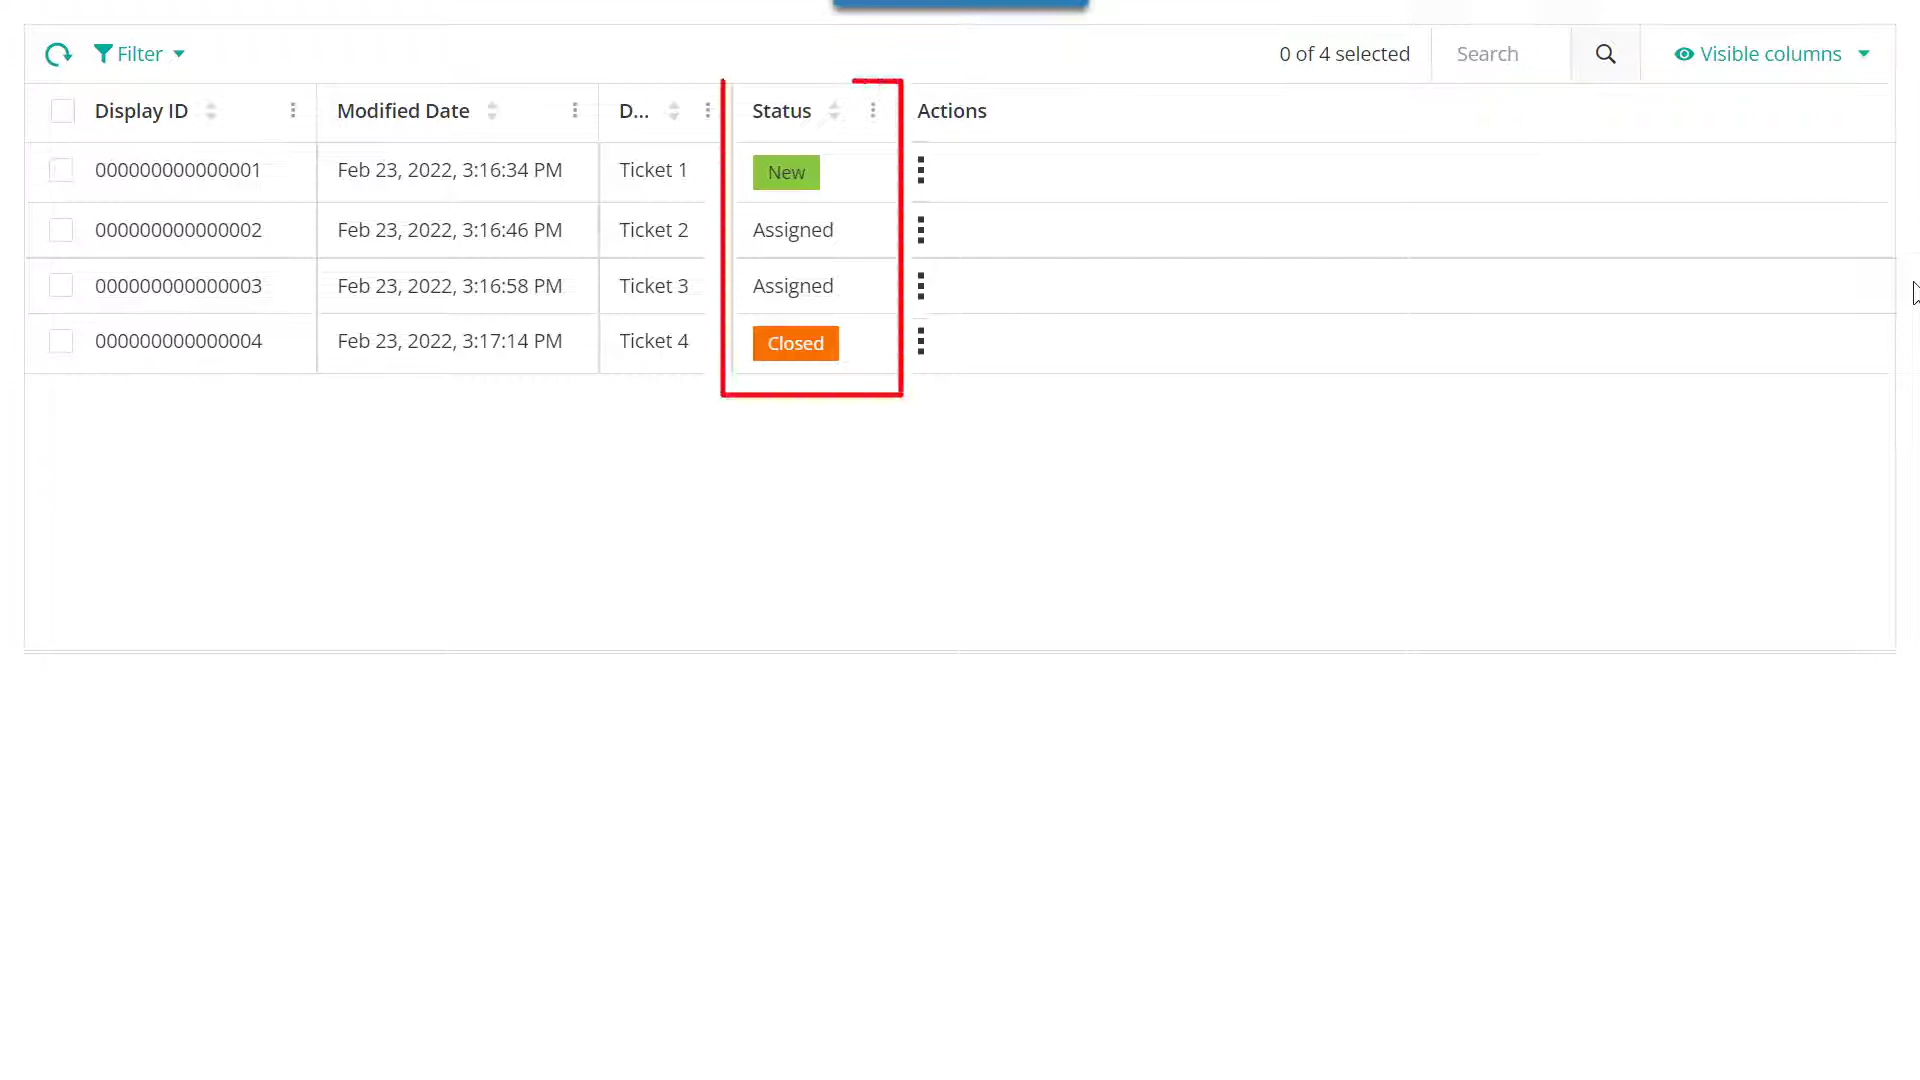 Filter 0 of 4 selected Search Visible columns
Display ID Modified Date D... Status Actions
000000000000001 Feb 23, 2022, 3:16:34 PM Ticket 1 New
000000000000002 Feb 23, 2022, 3:16:46 PM Ticket 2 Assigned
000000000000003 Feb 23, 2022, 3:16:58 PM Ticket 3 Assigned
000000000000004 Feb 23, 2022, 3:17:14 PM Ticket 4 Closed